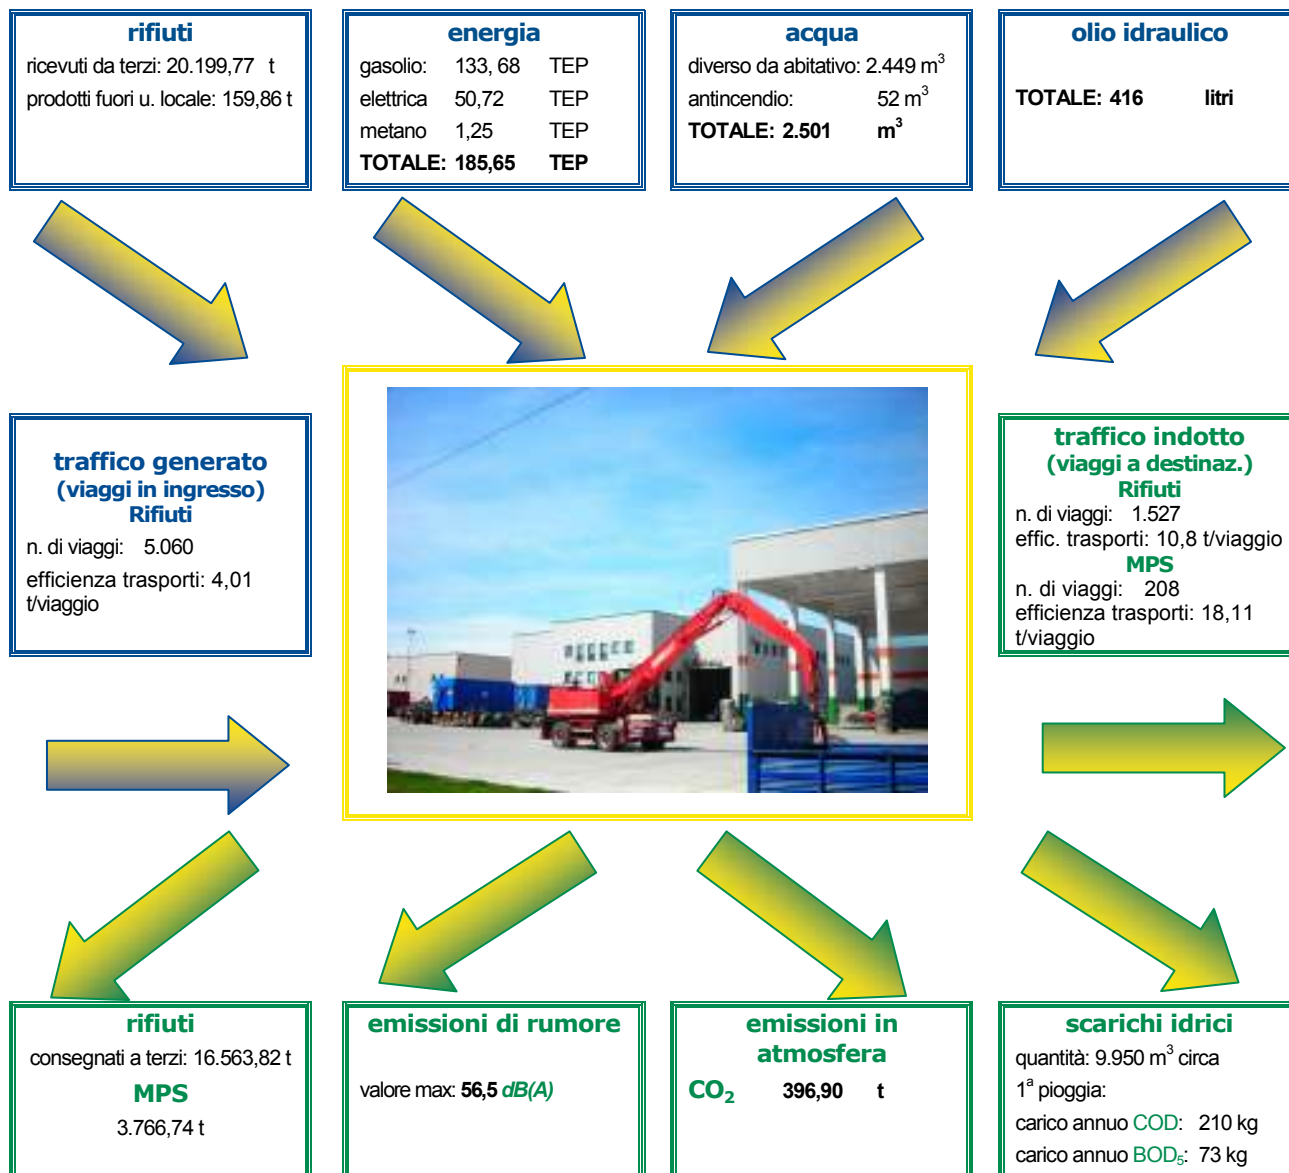 rifiuti
ricevuti da terzi: 20.199,77 t
prodotti fuori u. locale: 159,86 t
energia
gasolio: 133, 68 TEP
elettrica 50,72 TEP
metano 1,25 TEP
TOTALE: 185,65 TEP
acqua
diverso da abitativo: 2.449 m³
antincendio: 52 m³
TOTALE: 2.501 m³
olio idraulico
TOTALE: 416 litri
traffico generato
(viaggi in ingresso)
Rifiuti
n. di viaggi: 5.060
efficienza trasporti: 4,01
t/viaggio
traffico indotto
(viaggi a destinaz.)
Rifiuti
n. di viaggi: 1.527
effic. trasporti: 10,8 t/viaggio
MPS
n. di viaggi: 208
efficienza trasporti: 18,11
t/viaggio
rifiuti
consegnati a terzi: 16.563,82 t
MPS
3.766,74 t
emissioni di rumore
valore max: 56,5 dB(A)
emissioni in
atmosfera
CO₂ 396,90 t
scarichi idrici
quantità: 9.950 m³ circa
1ª pioggia:
carico annuo COD: 210 kg
carico annuo BOD₅: 73 kg